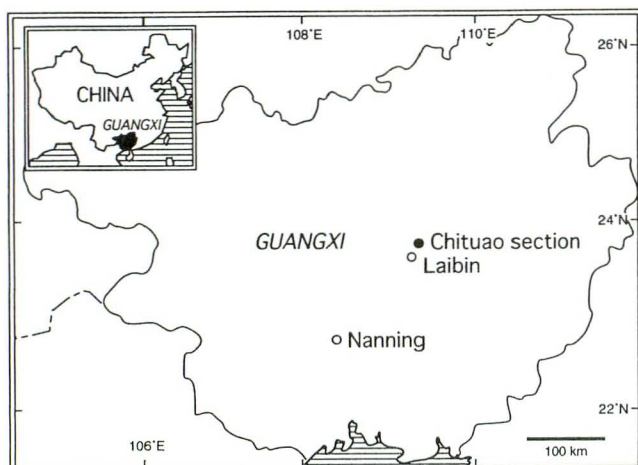 108°E
110°E
26°N
CHINA
GUANGXI
24°N
GUANGXI
Chituao section
Laibin
Nanning
22°N
106°E
100 km